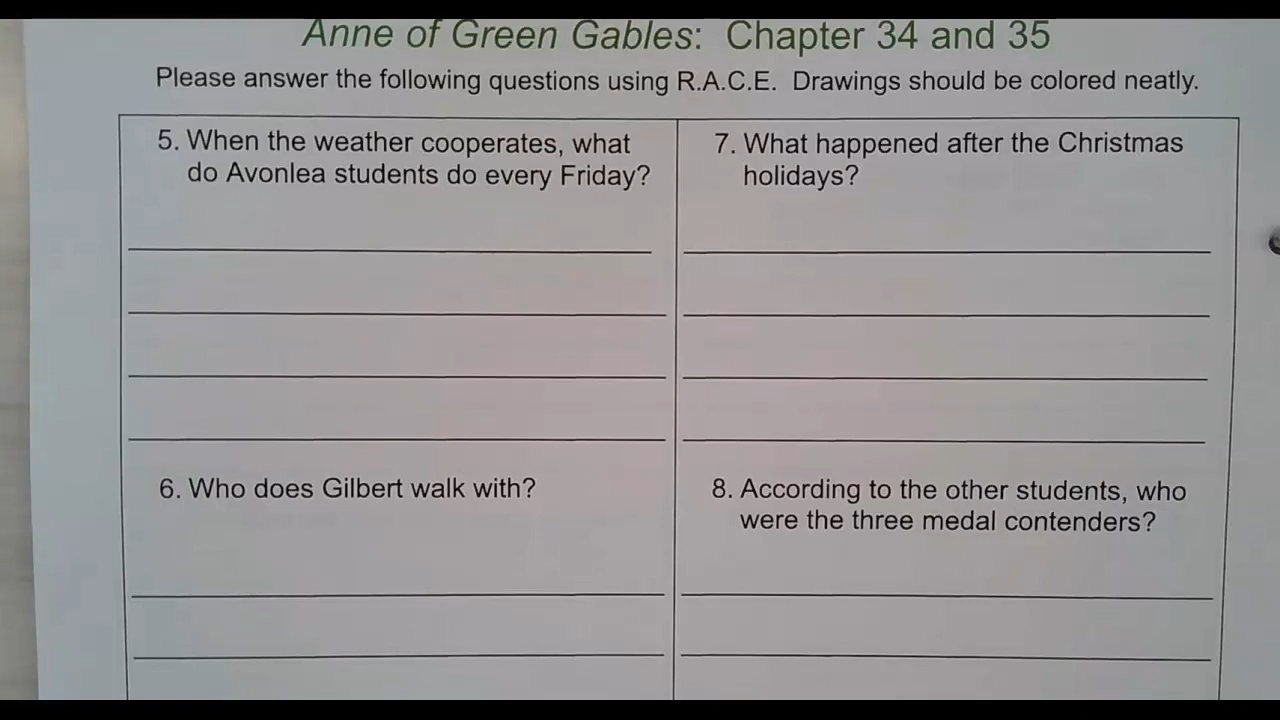 Anne of Green Gables: Chapter 34 and 35
Please answer the following questions using R.A.C.E. Drawings should be colored neatly.
5. When the weather cooperates, what
do Avonlea students do every Friday?
6. Who does Gilbert walk with?
7. What happened after the Christmas
holidays?
8. According to the other students, who
were the three medal contenders?